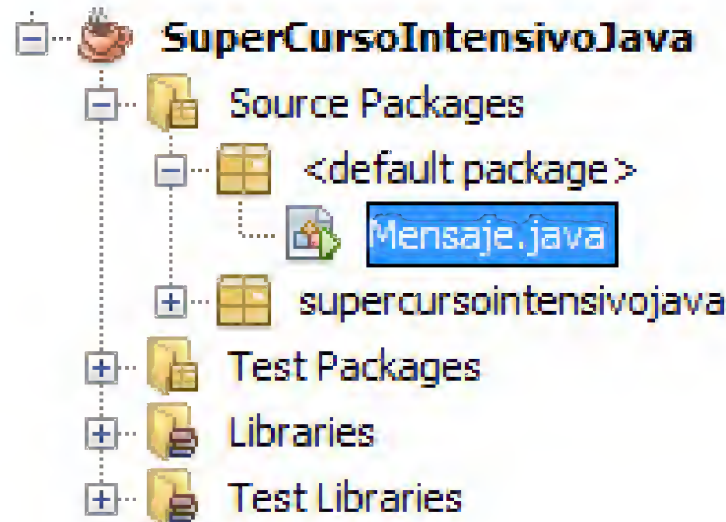 SuperCursoIntensivoJava
Source Packages
<default package>
Mensaje.java
supercursointensivojava
Test Packages
Libraries
Test Libraries